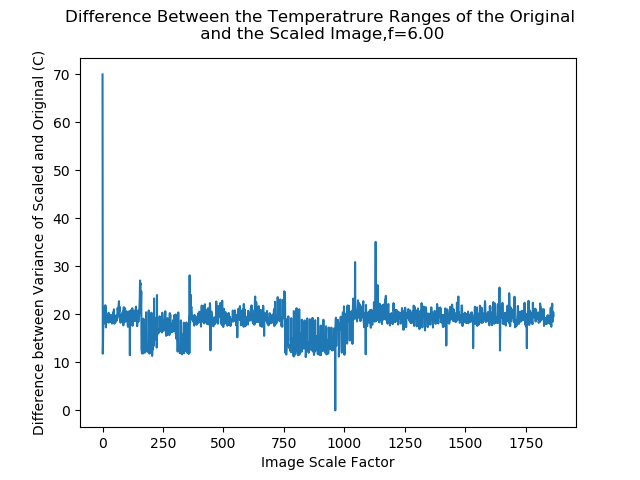 Difference Between the Temperatrure Ranges of the Original
and the Scaled Image,f=6.00
Difference between Variance of Scaled and Original (C)
70
60
50
40
30
20
10
0
0 250 500 750 1000 1250 1500 1750
Image Scale Factor